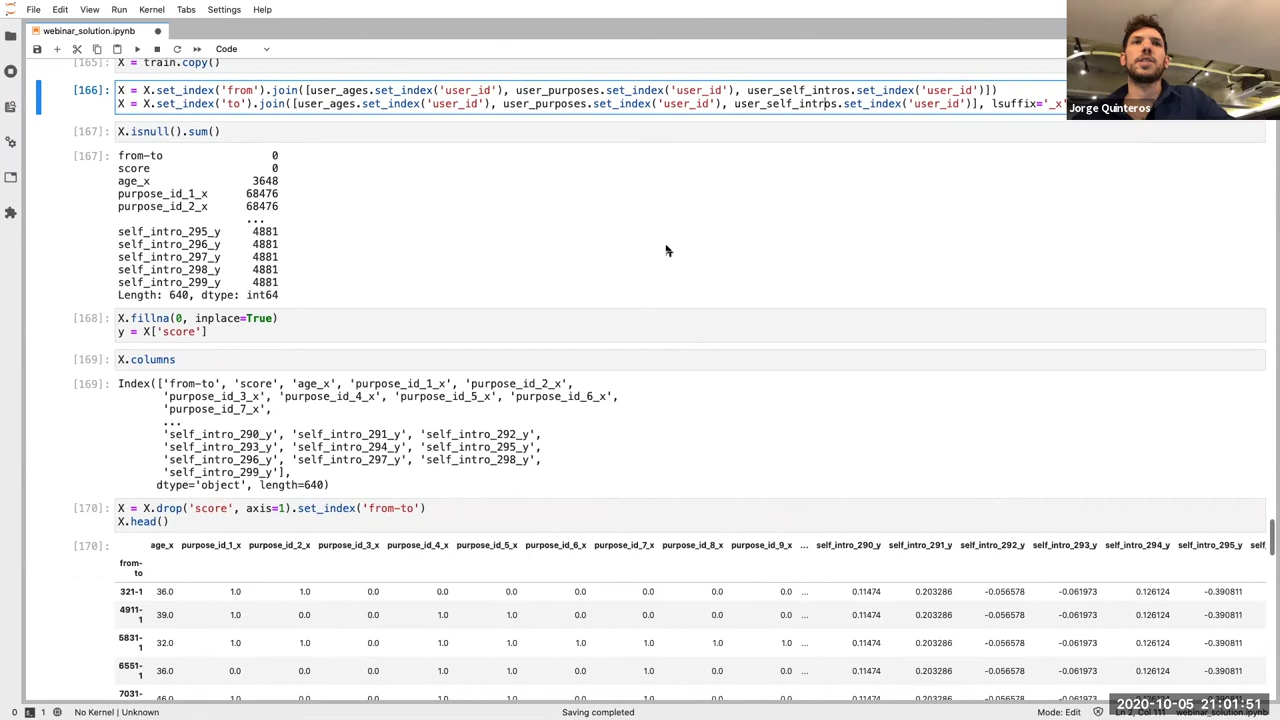 File Edit View Run Kernel Tabs Settings Help
webinar_solution.ipynb
Code
[165]: X = train.copy()
[166]: X = X.set_index('from').join([user_ages.set_index('user_id'), user_purposes.set_index('user_id'), user_self_intros.set_index('user_id')])
X = X.set_index('to').join([user_ages.set_index('user_id'), user_purposes.set_index('user_id'), user_self_intros.set_index('user_id')], lsuffix='_x'
Jorge Quinteros
[167]: X.isnull().sum()
[167]: from-to 0
score 0
age_x 3648
purpose_id_1_x 68476
purpose_id_2_x 68476
...
self_intro_295_y 4881
self_intro_296_y 4881
self_intro_297_y 4881
self_intro_298_y 4881
self_intro_299_y 4881
Length: 640, dtype: int64
[168]: X.fillna(0, inplace=True)
y = X['score']
[169]: X.columns
[169]: Index(['from-to', 'score', 'age_x', 'purpose_id_1_x', 'purpose_id_2_x',
'purpose_id_3_x', 'purpose_id_4_x', 'purpose_id_5_x', 'purpose_id_6_x',
'purpose_id_7_x',
...
'self_intro_290_y', 'self_intro_291_y', 'self_intro_292_y',
'self_intro_293_y', 'self_intro_294_y', 'self_intro_295_y',
'self_intro_296_y', 'self_intro_297_y', 'self_intro_298_y',
'self_intro_299_y'],
dtype='object', length=640)
[170]: X = X.drop('score', axis=1).set_index('from-to')
X.head()
[170]: age_x purpose_id_1_x purpose_id_2_x purpose_id_3_x purpose_id_4_x purpose_id_5_x purpose_id_6_x purpose_id_7_x purpose_id_8_x purpose_id_9_x ... self_intro_290_y self_intro_291_y self_intro_292_y self_intro_293_y self_intro_294_y self_intro_295_y self_
from-
to
321-1 36.0 1.0 1.0 0.0 0.0 0.0 0.0 0.0 0.0 0.0 ... 0.11474 0.203286 -0.056578 -0.061973 0.126124 -0.390811
4911-
1 39.0 1.0 0.0 0.0 1.0 1.0 0.0 0.0 0.0 0.0 ... 0.11474 0.203286 -0.056578 -0.061973 0.126124 -0.390811
5831-
1 32.0 1.0 1.0 0.0 1.0 1.0 1.0 1.0 1.0 1.0 ... 0.11474 0.203286 -0.056578 -0.061973 0.126124 -0.390811
6551-
1 36.0 0.0 0.0 0.0 1.0 1.0 0.0 1.0 0.0 0.0 ... 0.11474 0.203286 -0.056578 -0.061973 0.126124 -0.390811
7031-
0 1 No Kernel | Unknown Saving completed Mode: Edit
2020-10-05 21:01:51